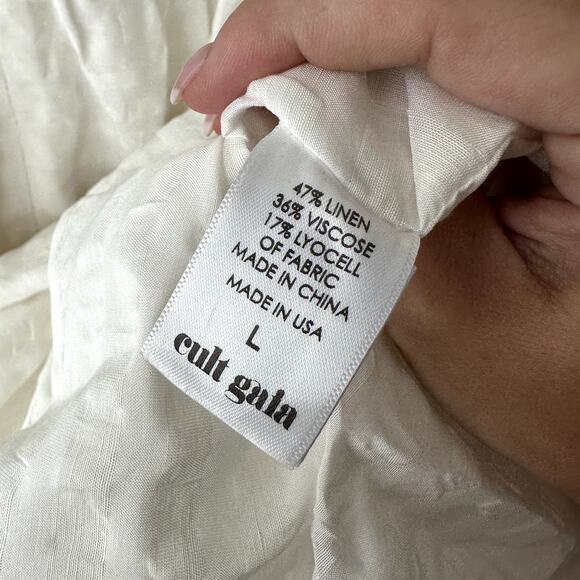 47% LINEN
36% VISCOSE
17% LYOCELL
OF FABRIC
MADE IN CHINA
MADE IN USA
L
cult gaia